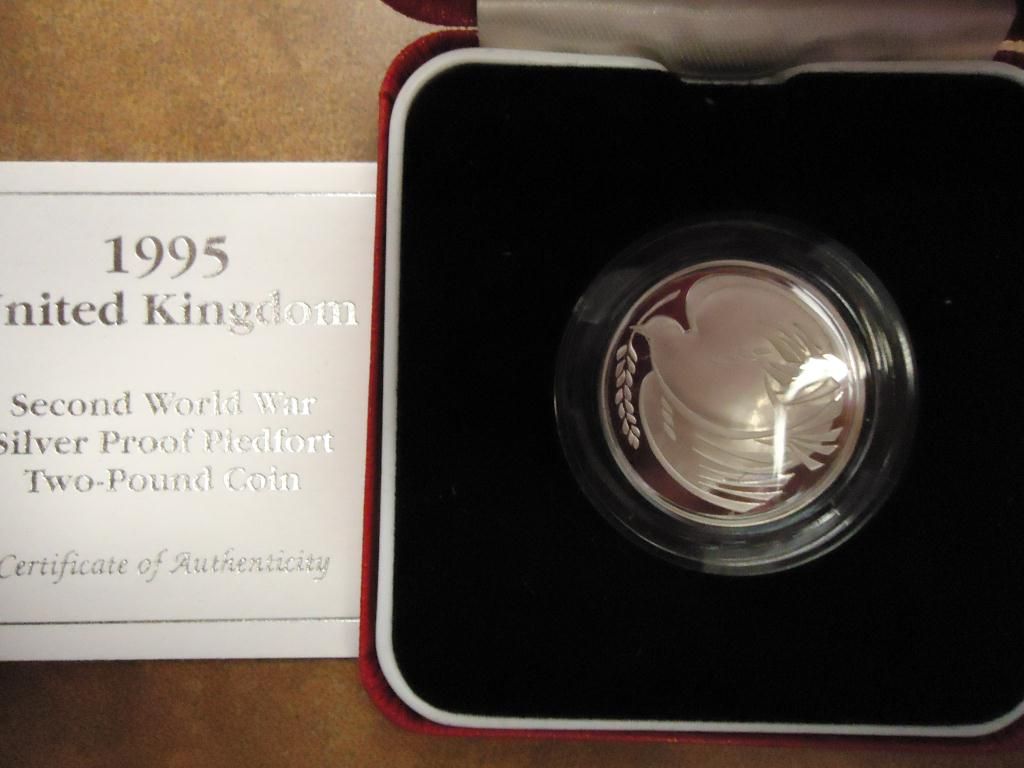 1995
United Kingdom
Second World War
Silver Proof Piedfort
Two-Pound Coin
Certificate of Authenticity